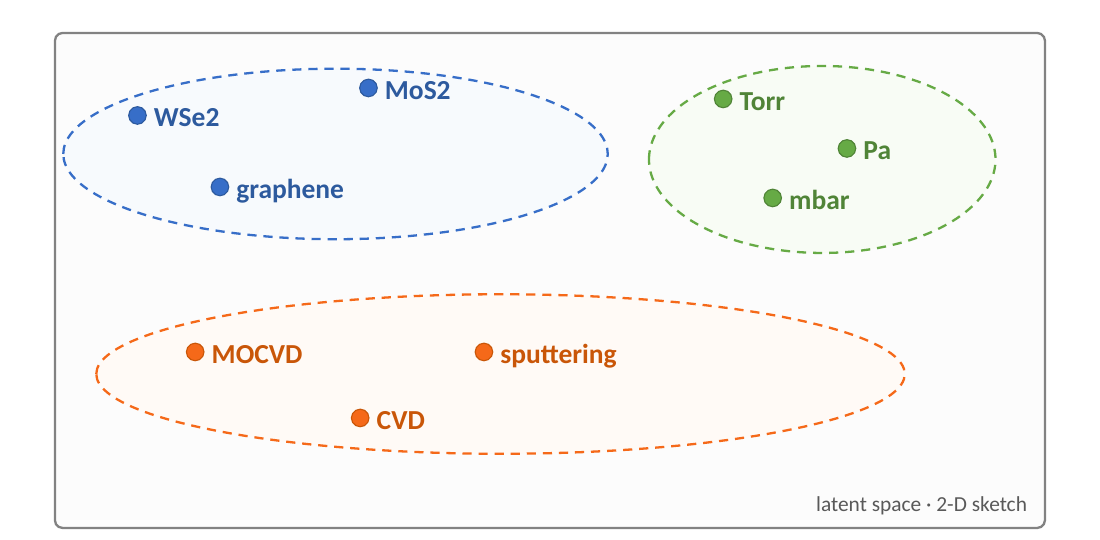 MoS2
WSe2
graphene
Torr
Pa
mbar
MOCVD
sputtering
CVD
latent space · 2-D sketch